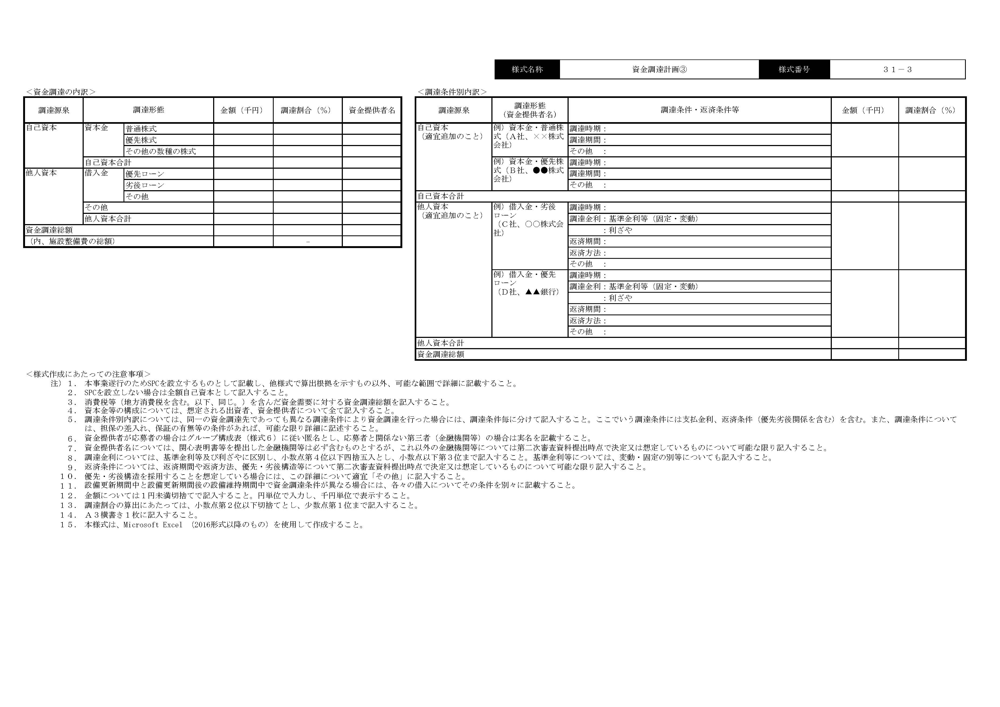 様式名称 資金調達計画③ 様式番号 ３１－３
＜資金調達の内訳＞
調達源泉 調達形態 金額（千円） 調達割合（％） 資金提供者名
自己資本 資本金 普通株式
優先株式
その他の数種の株式
自己資本合計
他人資本 借入金 優先ローン
劣後ローン
その他
その他
他人資本合計
資金調達総額
（内、施設整備費の総額） －
＜調達条件別内訳＞
調達源泉 調達形態
（資金提供者名） 調達条件・返済条件等 金額（千円） 調達割合（％）
自己資本
（適宜追加のこと）
例）資本金・普通株
式（Ａ社、××株式
会社）
調達時期：
調達期間：
その他　：
例）資本金・優先株
式（Ｂ社、●●株式
会社）
調達時期：
調達期間：
その他　：
自己資本合計
他人資本
（適宜追加のこと）
例）借入金・劣後
ローン
（Ｃ社、○○株式会
社）
調達時期：
調達金利：基準金利等（固定・変動）
：利ざや
返済期間：
返済方法：
その他　：
例）借入金・優先
ローン
（Ｄ社、▲▲銀行）
調達時期：
調達金利：基準金利等（固定・変動）
：利ざや
返済期間：
返済方法：
その他　：
他人資本合計
資金調達総額
＜様式作成にあたっての注意事項＞
注）１．本事業遂行のためSPCを設立するものとして記載し、他様式で算出根拠を示すもの以外、可能な範囲で詳細に記載すること。
２．SPCを設立しない場合は全額自己資本として記入すること。
３．消費税等（地方消費税を含む。以下、同じ。）を含んだ資金需要に対する資金調達総額を記入すること。
４．資本金等の構成については、想定される出資者、資金提供者について全て記入すること。
５．調達条件別内訳については、同一の資金調達先であっても異なる調達条件により資金調達を行った場合には、調達条件毎に分けて記入すること。ここでいう調達条件には支払金利、返済条件（優先劣後関係を含む）を含む。また、調達条件について
は、担保の差入れ、保証の有無等の条件があれば、可能な限り詳細に記述すること。
６．資金提供者が応募者の場合はグループ構成表（様式６）に従い匿名とし、応募者と関係ない第三者（金融機関等）の場合は実名を記載すること。
７．資金提供者名については、関心表明書等を提出した金融機関等は必ず含むものとするが、これ以外の金融機関等については第二次審査資料提出時点で決定又は想定しているものについて可能な限り記入すること。
８．調達金利については、基準金利等及び利ざやに区別し、小数点第４位以下四捨五入とし、小数点以下第３位まで記入すること。基準金利等については、変動・固定の別等についても記入すること。
９．返済条件については、返済期間や返済方法、優先・劣後構造等について第二次審査資料提出時点で決定又は想定しているものについて可能な限り記入すること。
１０．優先・劣後構造を採用することを想定している場合には、この詳細について適宜「その他」に記入すること。
１１．設備更新期間中と設備更新期間後の設備維持期間中で資金調達条件が異なる場合には、各々の借入についてその条件を別々に記載すること。
１２．金額については１円未満切捨てで記入すること。円単位で入力し、千円単位で表示すること。
１３．調達割合の算出にあたっては、小数点第２位以下切捨てとし、少数点第１位まで記入すること。
１４．Ａ３横書き１枚に記入すること。
１５．本様式は、Microsoft Excel （2016形式以降のもの）を使用して作成すること。